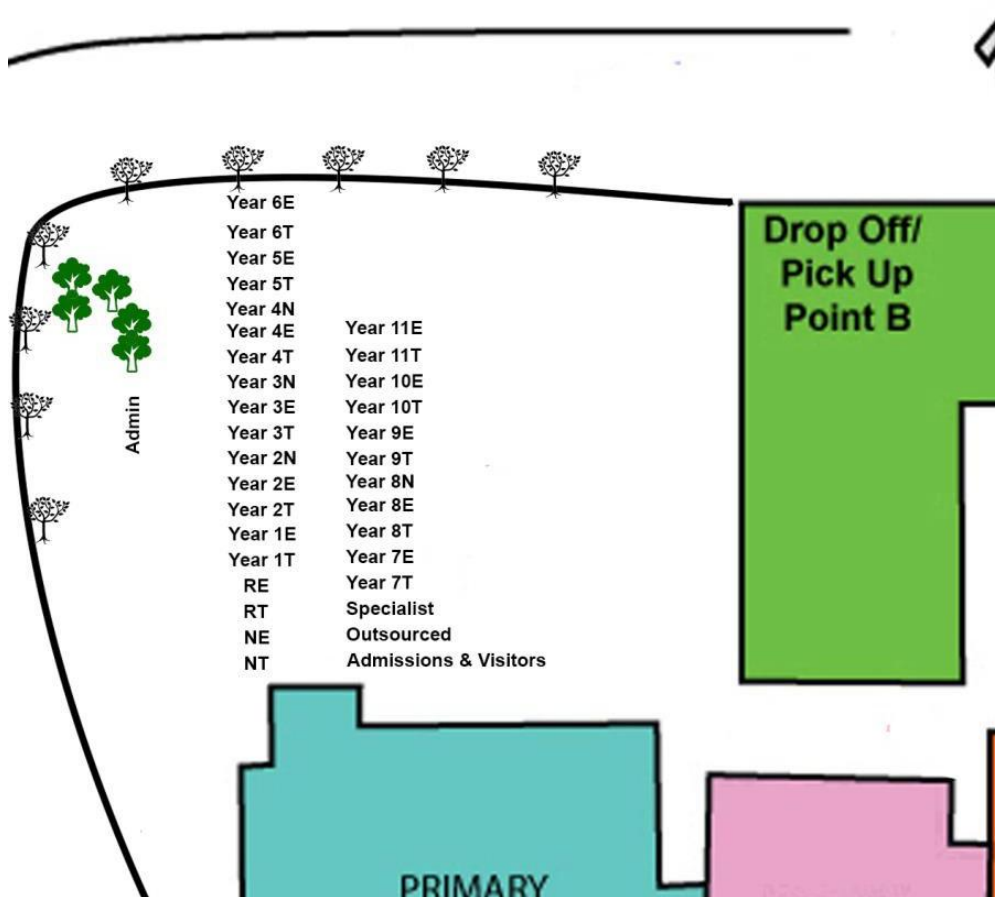 Year 6E
Year 6T
Year 5E
Year 5T
Year 4N
Year 4E
Year 4T
Year 3N
Year 3E
Year 3T
Year 2N
Year 2E
Year 2T
Year 1E
Year 1T
RE
RT
NE
NT
Year 11E
Year 11T
Year 10E
Year 10T
Year 9E
Year 9T
Year 8N
Year 8E
Year 8T
Year 7E
Year 7T
Specialist
Outsourced
Admissions & Visitors
Admin
Drop Off/
Pick Up
Point B
PRIMARY